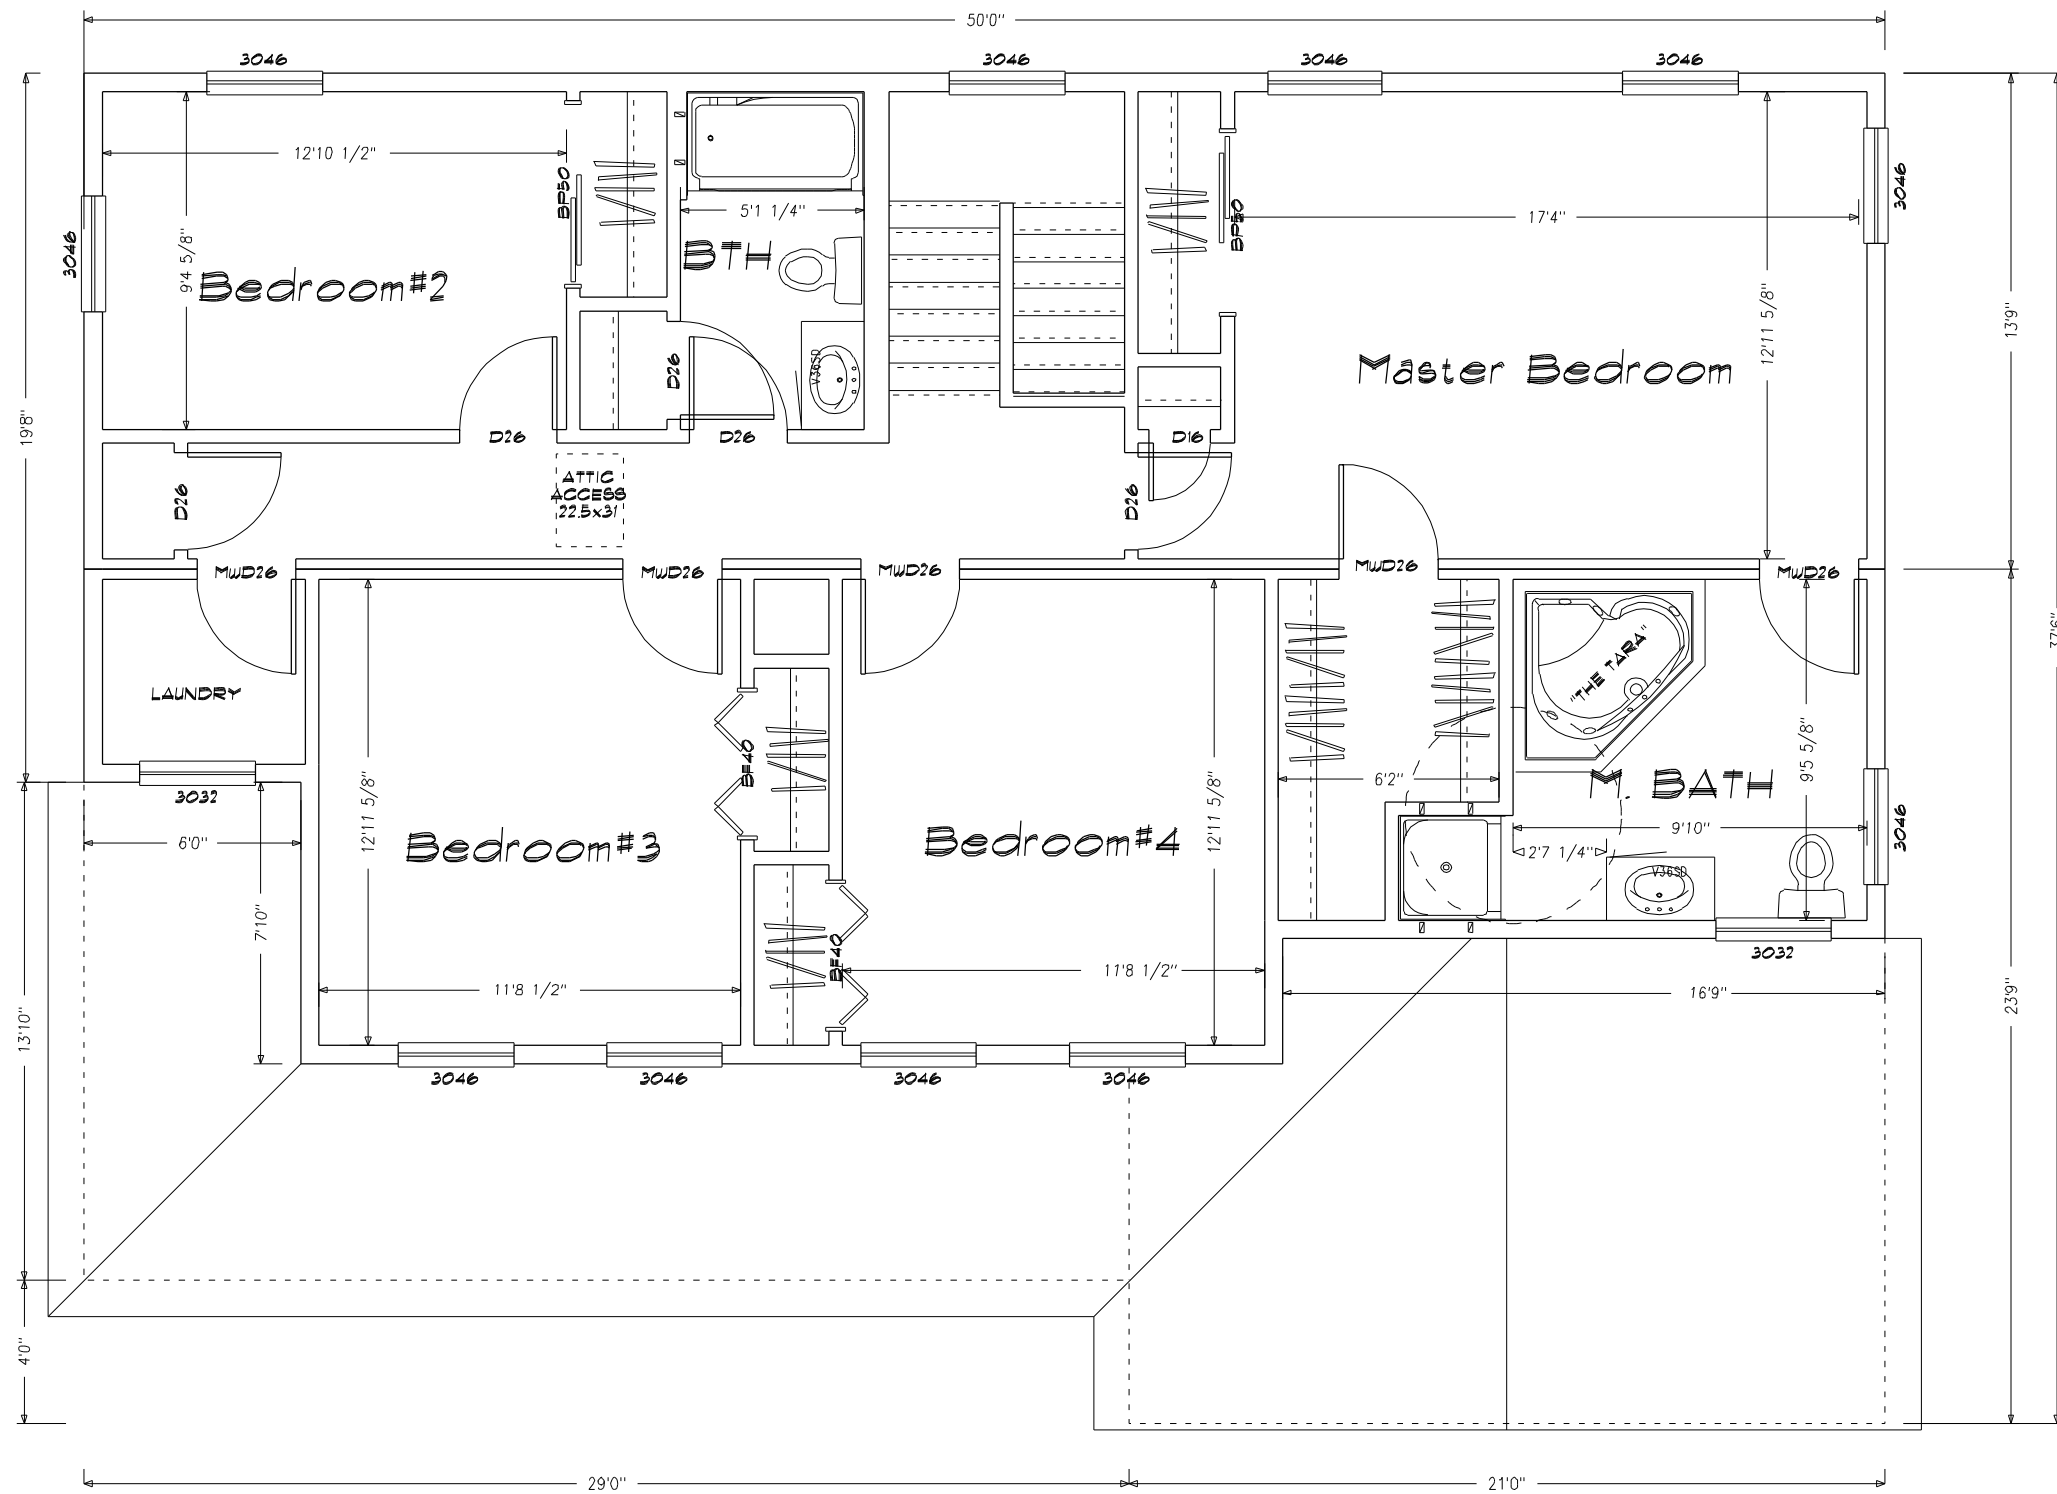 50'0"
3046
3046
3046
3046
12'10 1/2"
BP50
5'1 1/4"
BP50
17'4"
3046
3046
9'4 5/8"
Bedroom#2
BTH
12'11 5/8"
13'9"
V36SD
D26
Master Bedroom
19'8"
D26
D26
D16
ATTIC
ACCESS
22.5x31
D26
D26
MWD26
MWD26
MWD26
MWD26
MWD26
37'6"
LAUNDRY
"THE TARA"
BF40
6'2"
9'5 5/8"
M. BATH
3032
6'0"
12'11 5/8"
Bedroom#3
Bedroom#4
12'11 5/8"
9'10"
2'7 1/4"
V36SD
3046
7'10"
BF40
11'8 1/2"
11'8 1/2"
3032
16'9"
23'9"
13'10"
3046
3046
3046
3046
4'0"
29'0"
21'0"